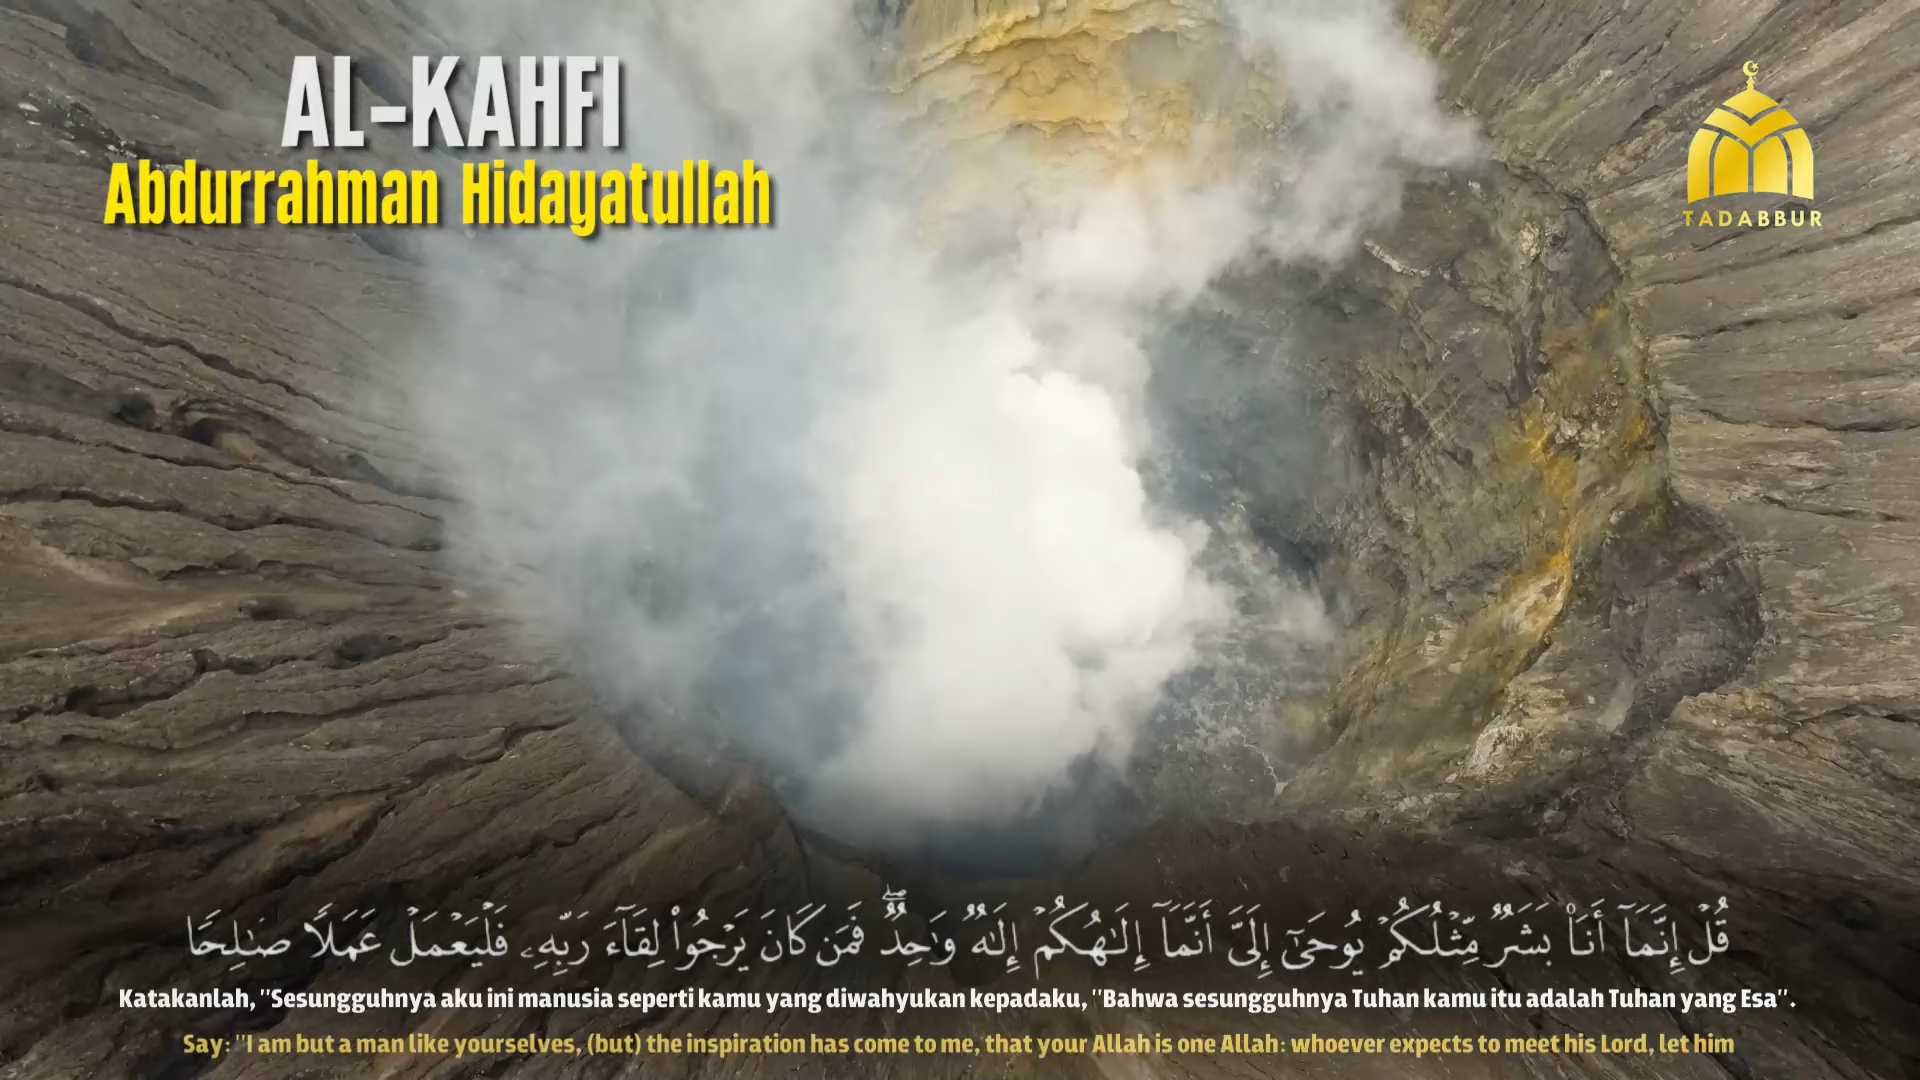 AL-KAHFI
Abdurrahman Hidayatullah
TADABBUR
قُلْ إِنَّمَآ أَنَا۠ بَشَرٌ مِّثْلُكُمْ يُوحَىٰٓ إِلَىَّ أَنَّمَآ إِلَـٰهُكُمْ إِلَـٰهٌ وَٰحِدٌ ۖ فَمَن كَانَ يَرْجُوا۟ لِقَآءَ رَبِّهِۦ فَلْيَعْمَلْ عَمَلًا صَـٰلِحًا
Katakanlah, "Sesungguhnya aku ini manusia seperti kamu yang diwahyukan kepadaku, "Bahwa sesungguhnya Tuhan kamu itu adalah Tuhan yang Esa".
Say: "I am but a man like yourselves, (but) the inspiration has come to me, that your Allah is one Allah: whoever expects to meet his Lord, let him